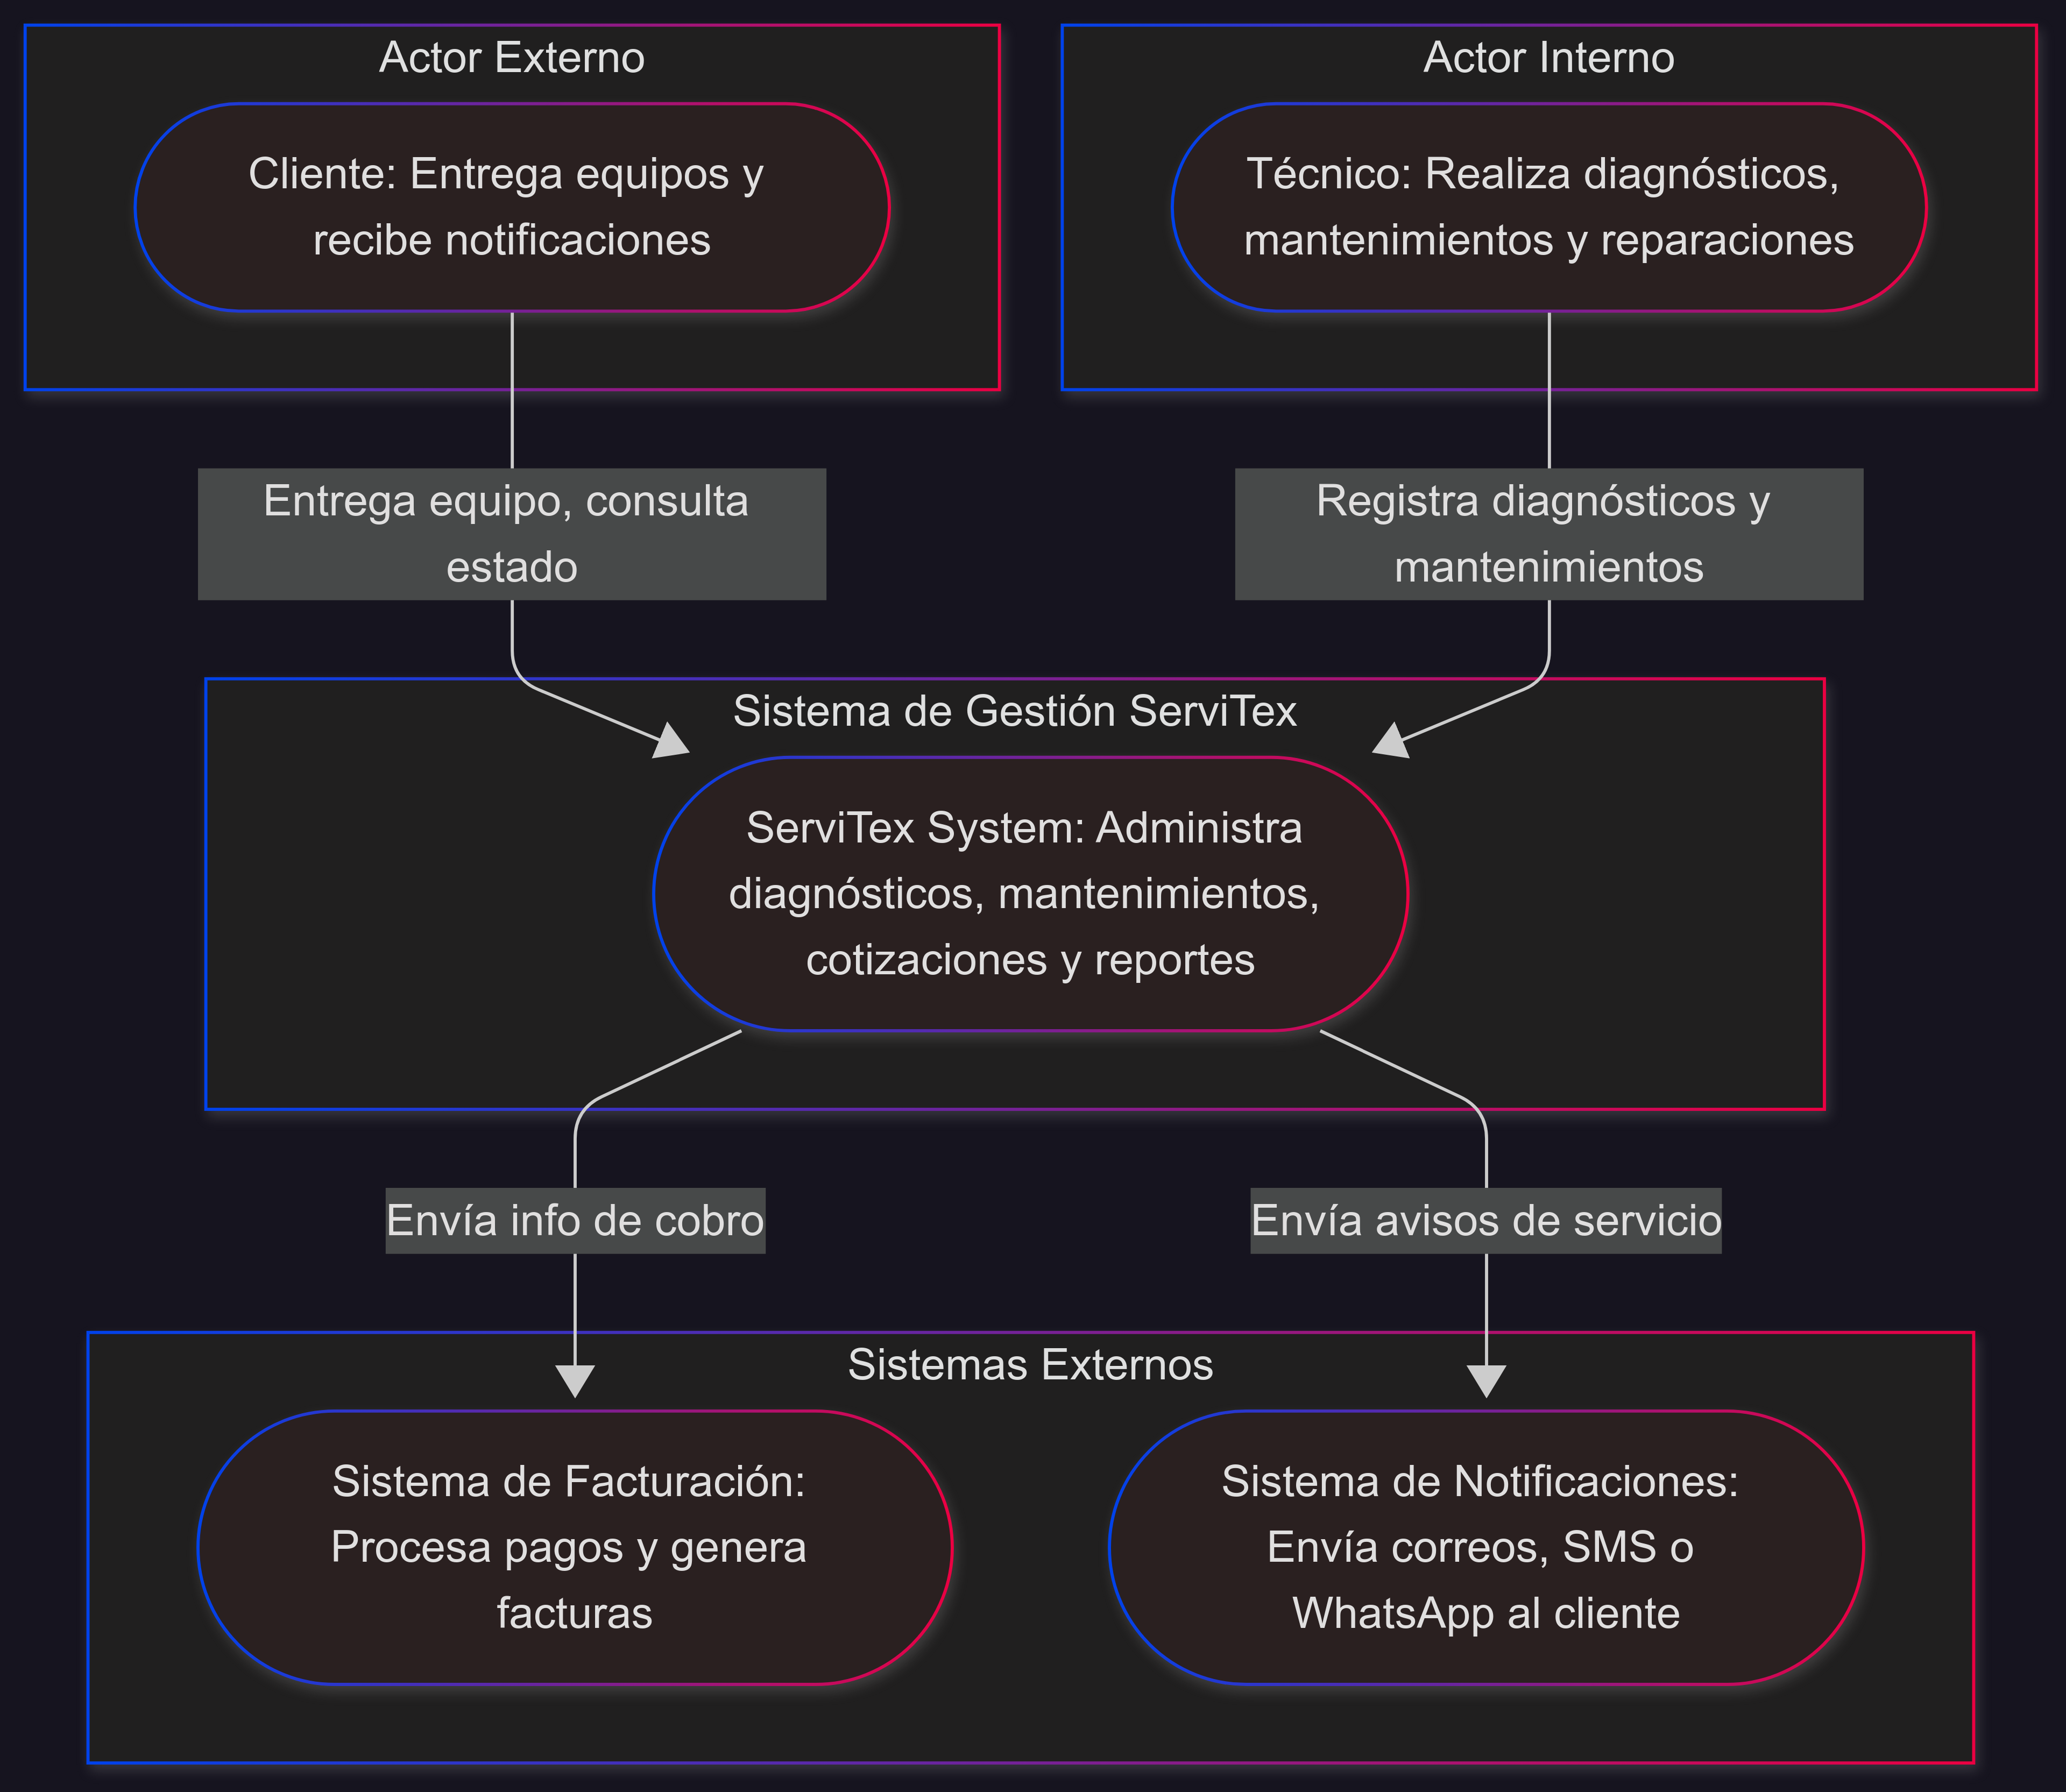 Actor Externo
Cliente: Entrega equipos y
recibe notificaciones
Actor Interno
Técnico: Realiza diagnósticos,
mantenimientos y reparaciones
Entrega equipo, consulta
estado
Registra diagnósticos y
mantenimientos
Sistema de Gestión ServiTex
ServiTex System: Administra
diagnósticos, mantenimientos,
cotizaciones y reportes
Envía info de cobro
Envía avisos de servicio
Sistemas Externos
Sistema de Facturación:
Procesa pagos y genera
facturas
Sistema de Notificaciones:
Envía correos, SMS o
WhatsApp al cliente